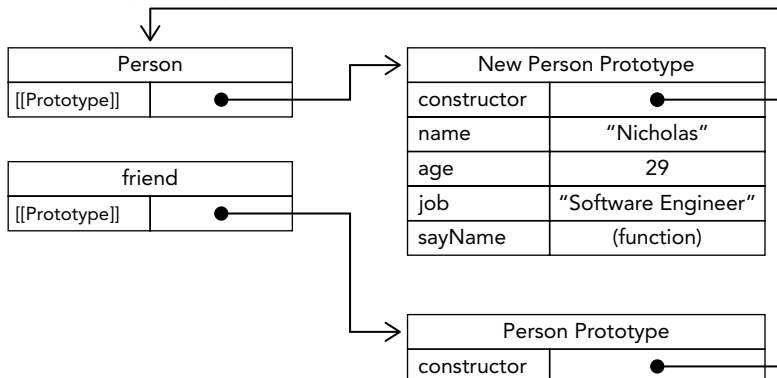 Person
[[Prototype]]
New Person Prototype
constructor
name "Nicholas"
age 29
job "Software Engineer"
sayName (function)
friend
[[Prototype]]
Person Prototype
constructor